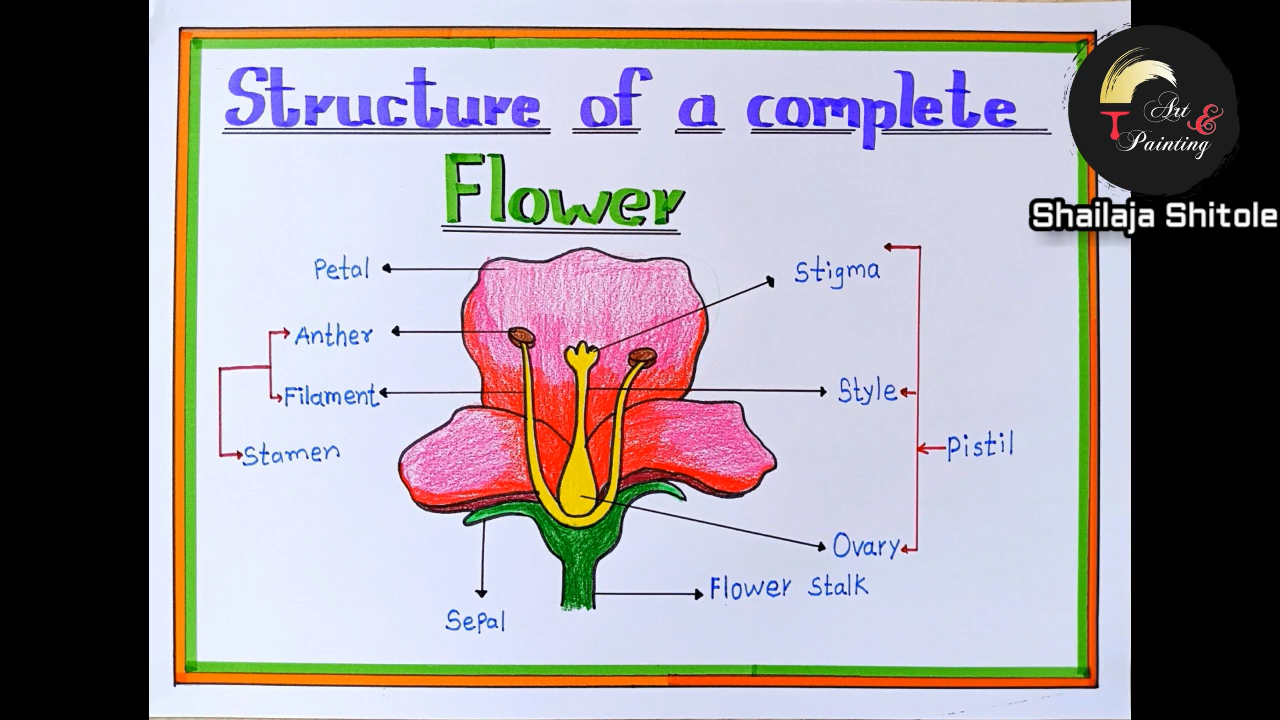 Structure of a complete
Flower
Art
&
Painting
Shailaja Shitole
Petal
Stigma
Anther
Filament
Style
Stamen
Pistil
Ovary
Flower Stalk
Sepal